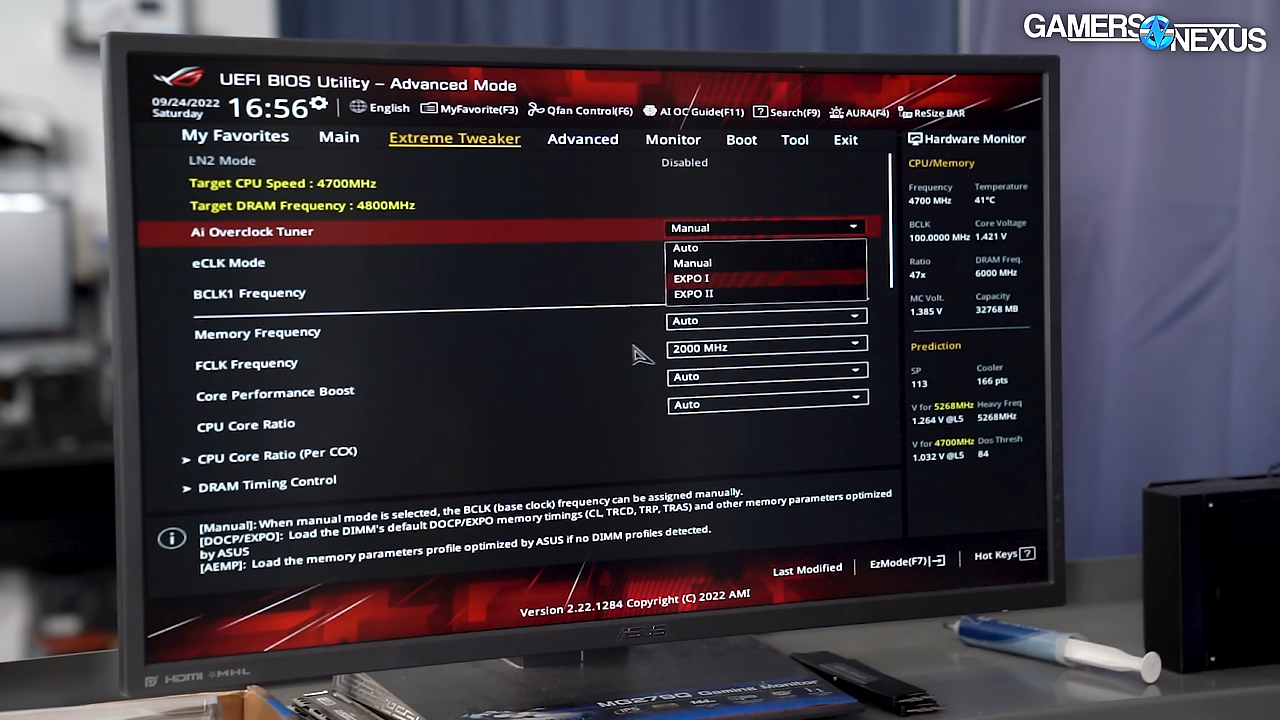 GAMERS NEXUS
UEFI BIOS Utility – Advanced Mode
09/24/2022
Saturday
16:56
English
MyFavorite(F3)
Qfan Control(F6)
AI OC Guide(F11)
Search(F9)
AURA(F4)
ReSize BAR
My Favorites
Main
Extreme Tweaker
Advanced
Monitor
Boot
Tool
Exit
LN2 Mode
Disabled
Target CPU Speed : 4700MHz
Target DRAM Frequency : 4800MHz
Ai Overclock Tuner
Manual
Auto
Manual
EXPO I
EXPO II
eCLK Mode
BCLK1 Frequency
Memory Frequency
Auto
FCLK Frequency
2000 MHz
Core Performance Boost
Auto
CPU Core Ratio
Auto
CPU Core Ratio (Per CCX)
DRAM Timing Control
[Manual]: When manual mode is selected, the BCLK (base clock) frequency can be assigned manually.
[DOCP/EXPO]: Load the DIMM's default DOCP/EXPO memory timings (CL, TRCD, TRP, TRAS) and other memory parameters optimized
by ASUS
[AEMP]: Load the memory parameters profile optimized by ASUS if no DIMM profiles detected.
Last Modified
EzMode(F7)
Hot Keys ?
Version 2.22.1284 Copyright (C) 2022 AMI
Hardware Monitor
CPU/Memory
Frequency Temperature
4700 MHz 41°C
BCLK Core Voltage
100.0000 MHz 1.421 V
Ratio DRAM Freq.
47x 6000 MHz
MC Volt. Capacity
1.385 V 32768 MB
Prediction
SP Cooler
113 166 pts
V for 5268MHz Heavy Freq
1.264 V @L5 5268MHz
V for 4700MHz Dos Thresh
1.032 V @L5 84
ASUS
HDMI MHL
MG278Q Gaming Monitor